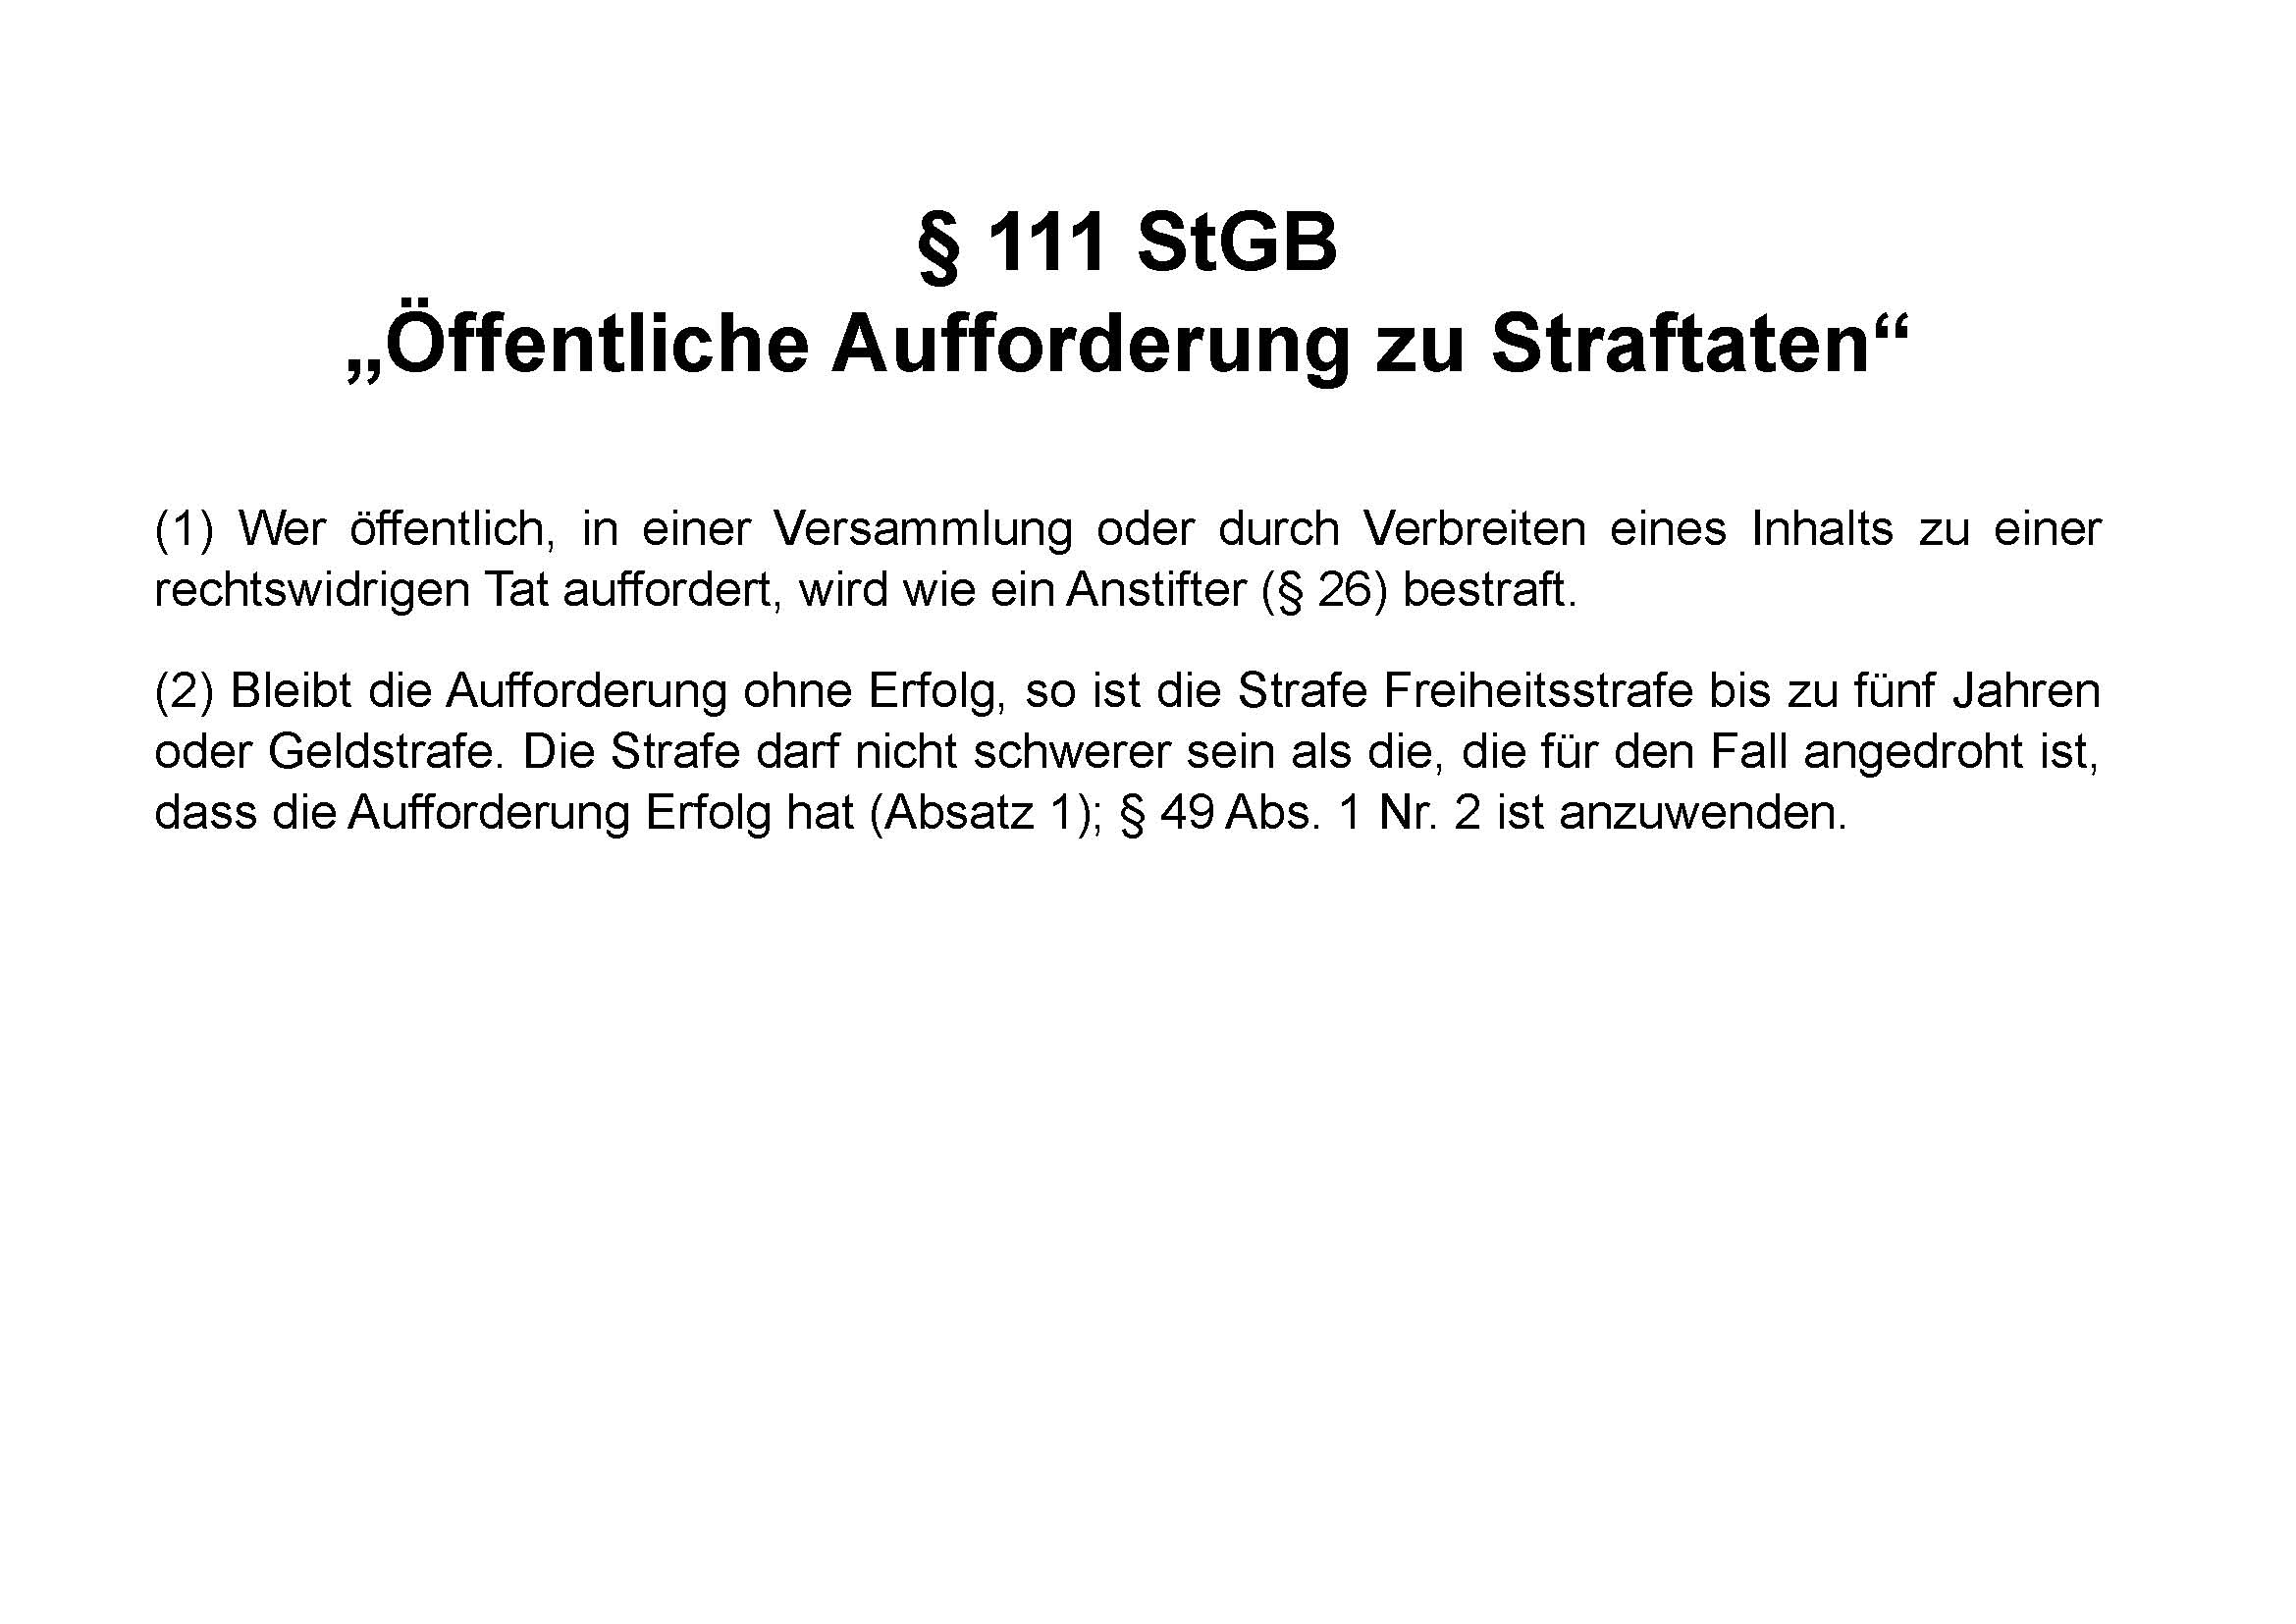 § 111 StGB
„Öffentliche Aufforderung zu Straftaten“
(1) Wer öffentlich, in einer Versammlung oder durch Verbreiten eines Inhalts zu einer
rechtswidrigen Tat auffordert, wird wie ein Anstifter (§ 26) bestraft.
(2) Bleibt die Aufforderung ohne Erfolg, so ist die Strafe Freiheitsstrafe bis zu fünf Jahren
oder Geldstrafe. Die Strafe darf nicht schwerer sein als die, die für den Fall angedroht ist,
dass die Aufforderung Erfolg hat (Absatz 1); § 49 Abs. 1 Nr. 2 ist anzuwenden.